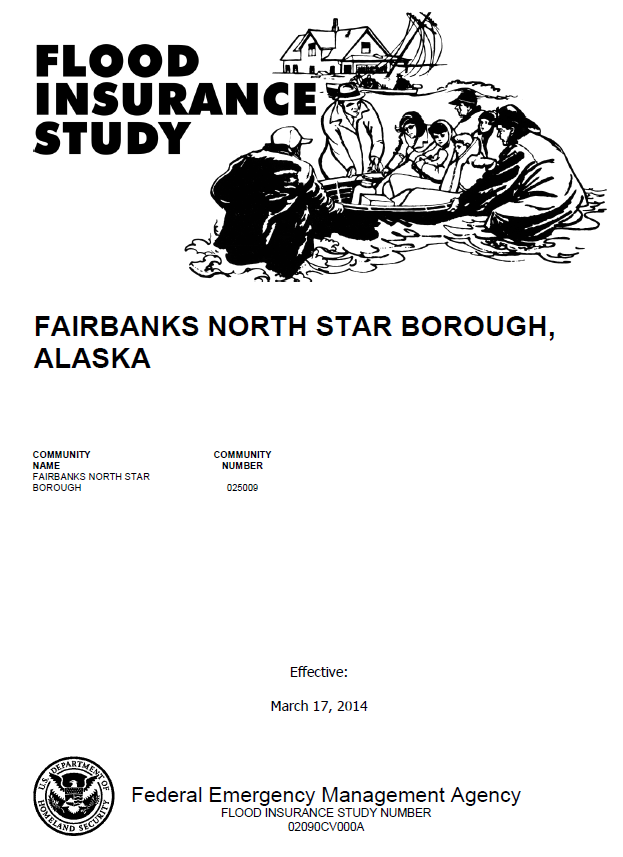 FLOOD
INSURANCE
STUDY
FAIRBANKS NORTH STAR BOROUGH,
ALASKA
COMMUNITY
NAME
COMMUNITY
NUMBER
FAIRBANKS NORTH STAR
BOROUGH
025009
Effective:
March 17, 2014
U.S. DEPARTMENT OF
HOMELAND SECURITY
Federal Emergency Management Agency
FLOOD INSURANCE STUDY NUMBER
02090CV000A